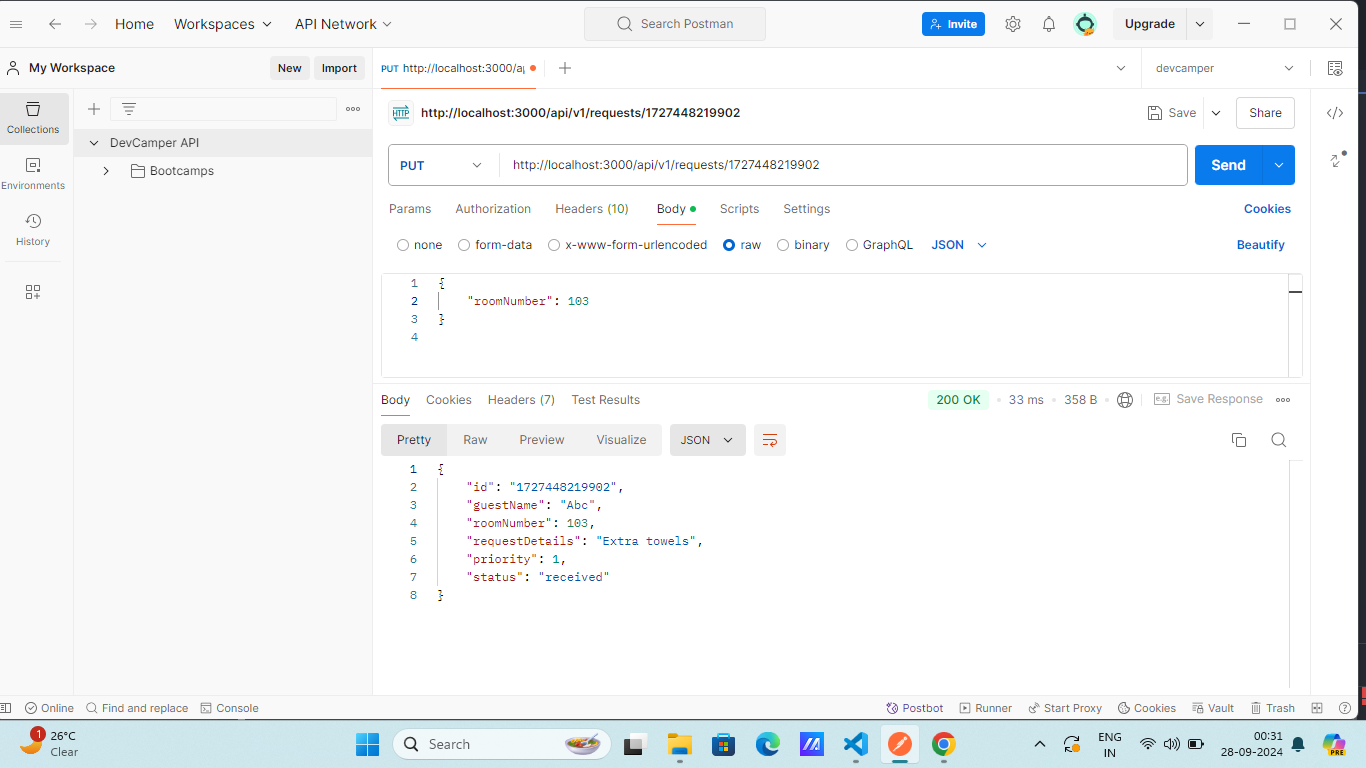 Home Workspaces API Network Search Postman Invite Upgrade
My Workspace New Import PUT http://localhost:3000/a devcamper
HTTP http://localhost:3000/api/v1/requests/1727448219902 Save Share
Collections
DevCamper API
Bootcamps
Environments
History
PUT http://localhost:3000/api/v1/requests/1727448219902 Send
Params Authorization Headers (10) Body Scripts Settings Cookies
none form-data x-www-form-urlencoded raw binary GraphQL JSON Beautify
1 {
2 "roomNumber": 103
3 }
4
Body Cookies Headers (7) Test Results 200 OK 33 ms 358 B e.g. Save Response
Pretty Raw Preview Visualize JSON
1 {
2 "id": "1727448219902",
3 "guestName": "Abc",
4 "roomNumber": 103,
5 "requestDetails": "Extra towels",
6 "priority": 1,
7 "status": "received"
8 }
Online Find and replace Console Postbot Runner Start Proxy Cookies Vault Trash
1 26°C
Clear
Search
ENG
IN
00:31
28-09-2024
PRE